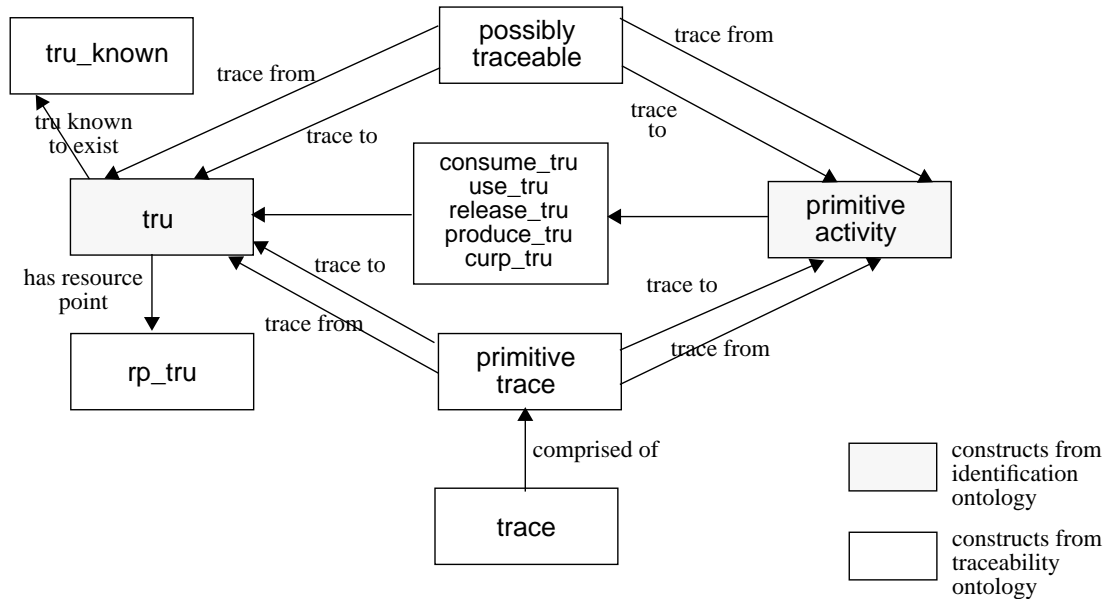 possibly
traceable
tru_known
trace from
trace from
tru known
to exist
trace to
trace
to
consume_tru
use_tru
release_tru
produce_tru
curp_tru
tru
primitive
activity
has resource
point
trace to
trace from
trace to
trace from
rp_tru
primitive
trace
comprised of
trace
constructs from
identification
ontology
constructs from
traceability
ontology